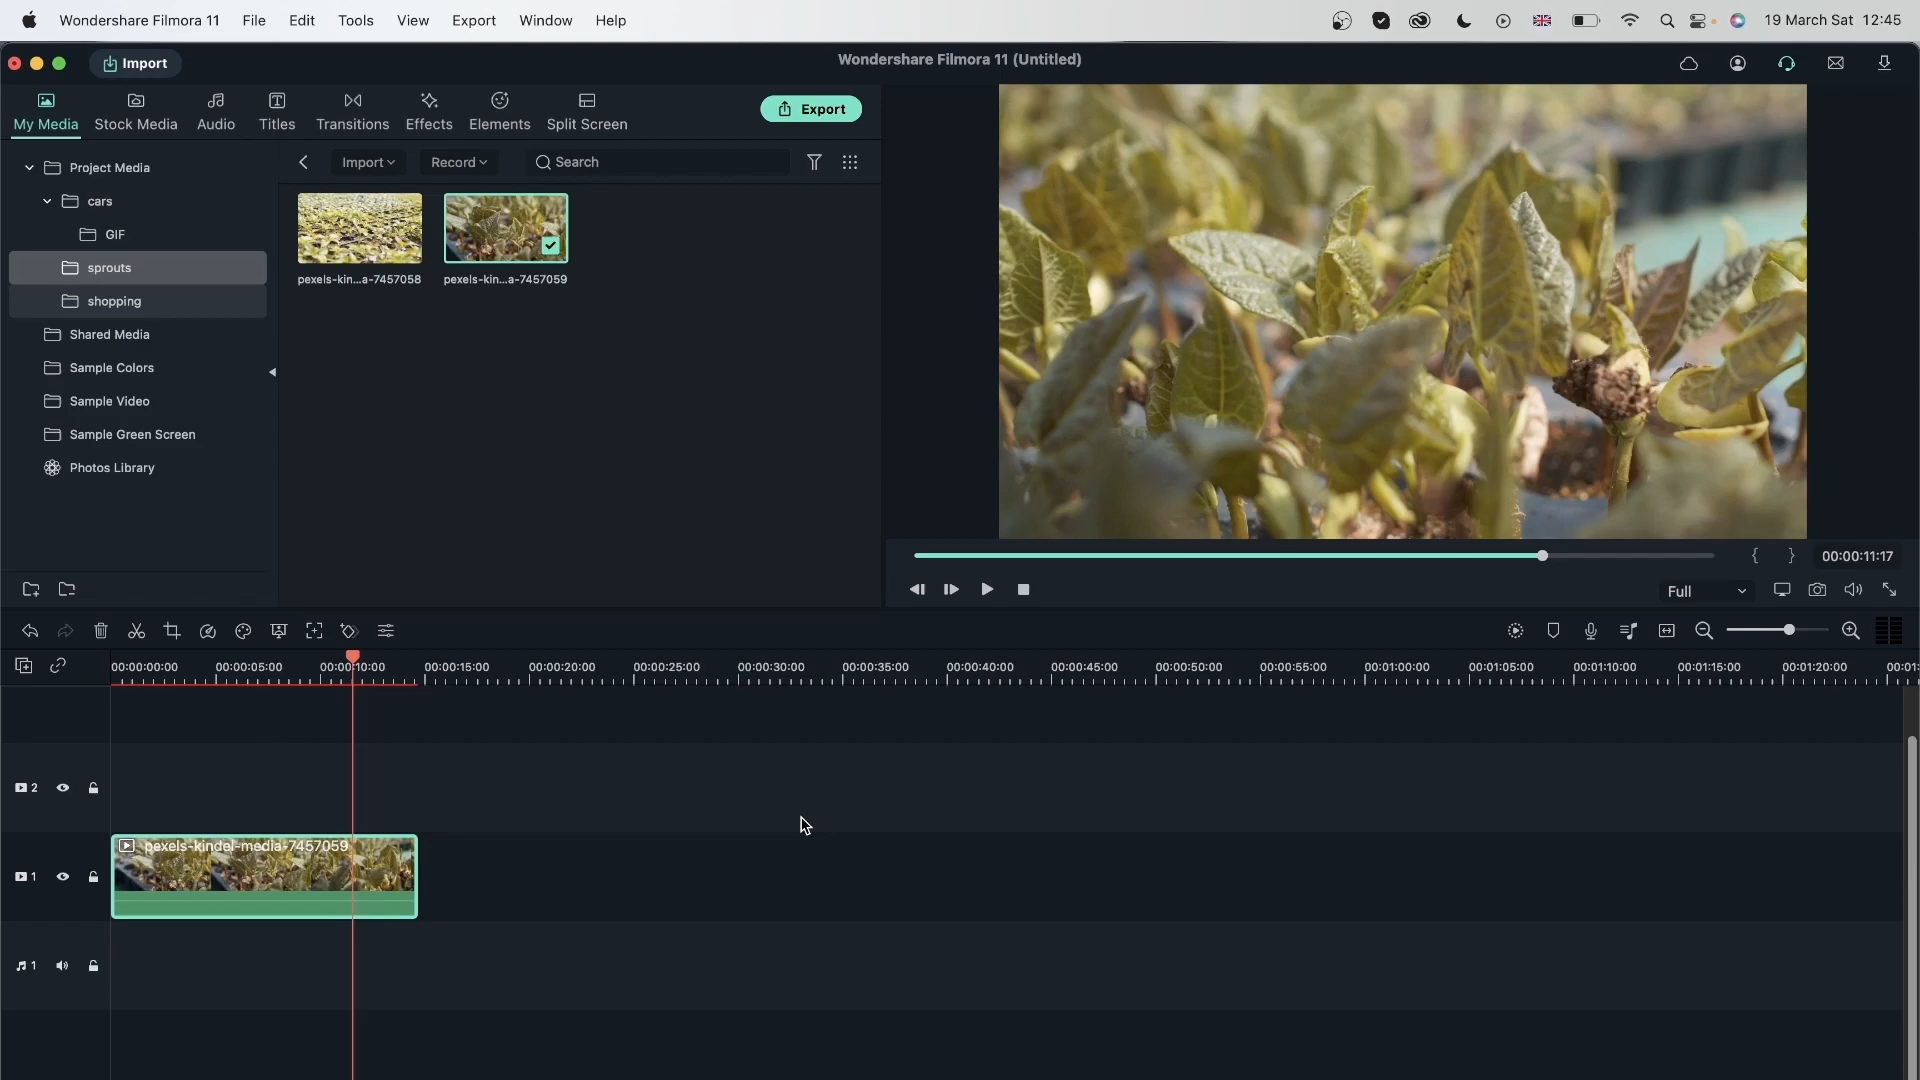 Wondershare Filmora 11 File Edit Tools View Export Window Help 19 March Sat 12:45
Import Wondershare Filmora 11 (Untitled)
My Media Stock Media Audio Titles Transitions Effects Elements Split Screen Export
Import Record Search
Project Media
cars
GIF
sprouts
shopping
Shared Media
Sample Colors
Sample Video
Sample Green Screen
Photos Library
pexels-kin...a-7457058 pexels-kin...a-7457059
{ } 00:00:11:17
Full
00:00:00:00 00:00:05:00 00:00:10:00 00:00:15:00 00:00:20:00 00:00:25:00 00:00:30:00 00:00:35:00 00:00:40:00 00:00:45:00 00:00:50:00 00:00:55:00 00:01:00:00 00:01:05:00 00:01:10:00 00:01:15:00 00:01:20:00 00:01:
2
pexels-kindel-media-7457059
1
1